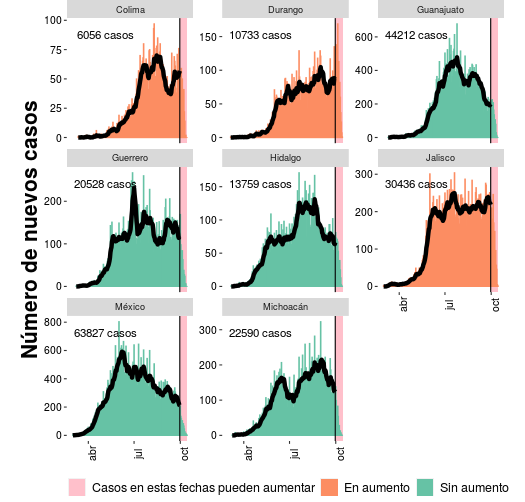 Número de nuevos casos
Colima
Durango
Guanajuato
100
75
50
25
0
6056 casos
150
100
50
0
10733 casos
600
400
200
0
44212 casos
Guerrero
Hidalgo
Jalisco
200
100
0
20528 casos
150
100
50
0
13759 casos
300
200
100
0
30436 casos
México
Michoacán
abr
jul
oct
800
600
400
200
0
63827 casos
300
200
100
0
22590 casos
abr
jul
oct
abr
jul
oct
Casos en estas fechas pueden aumentar
En aumento
Sin aumento